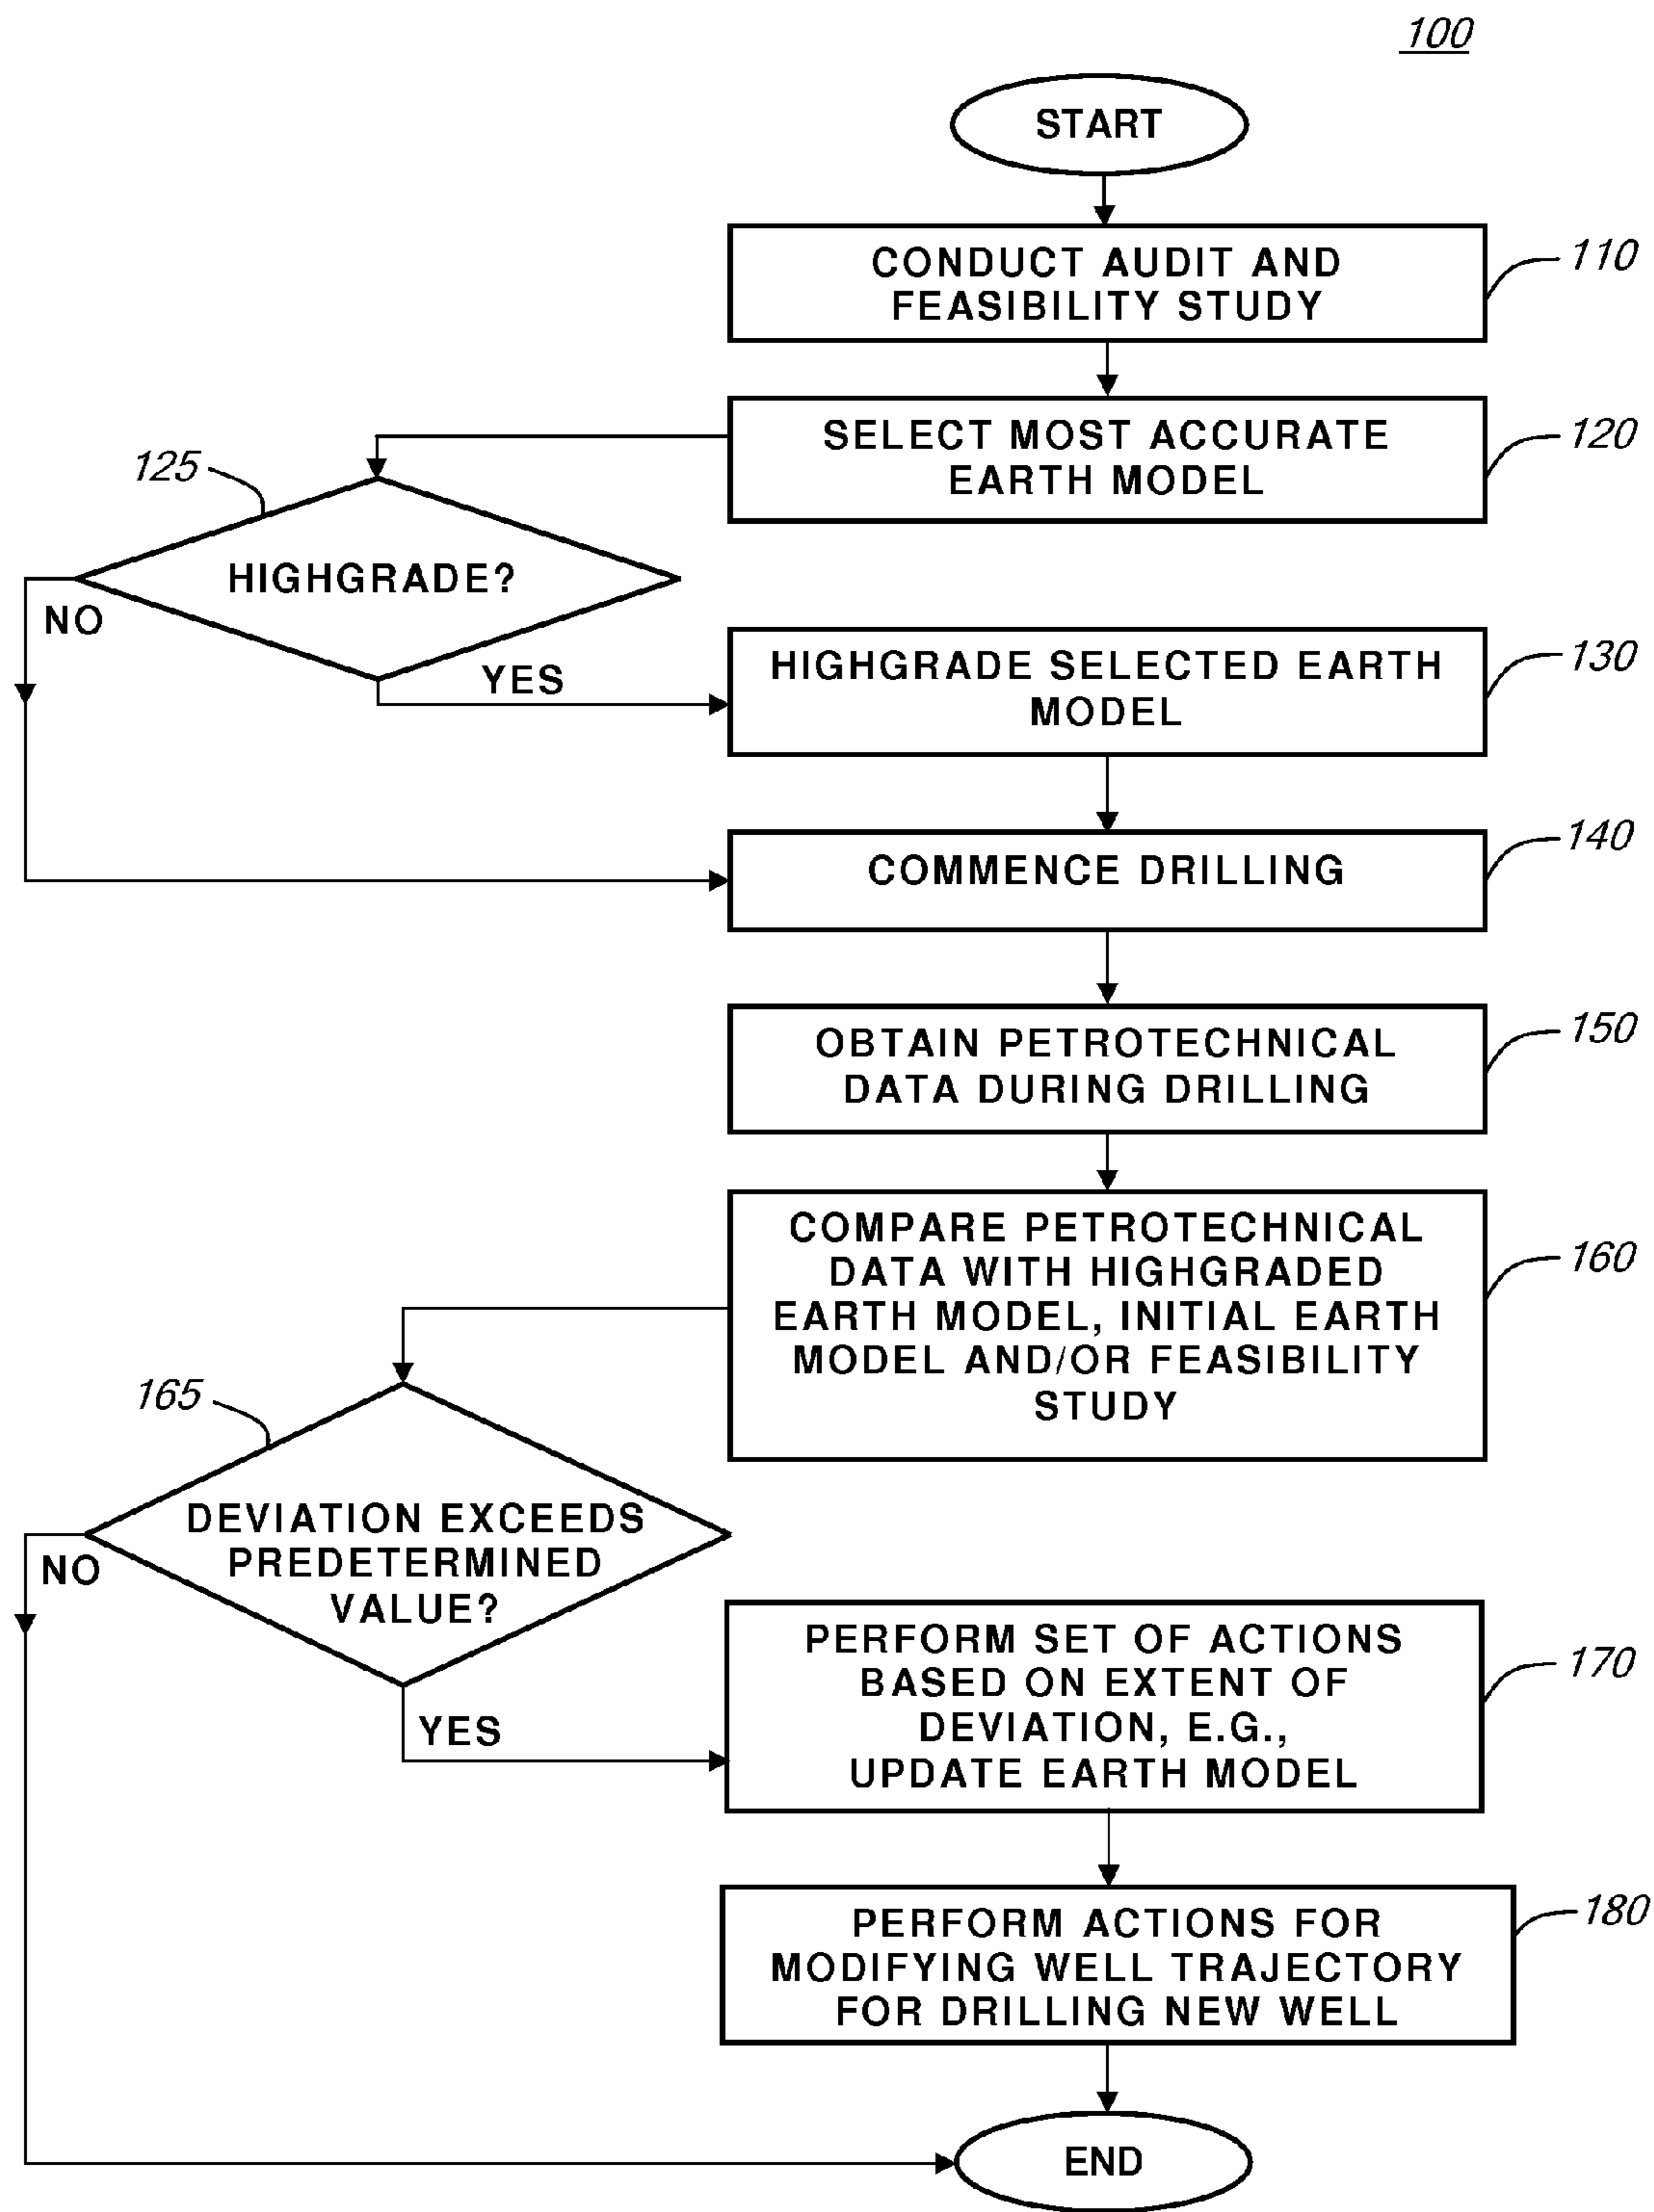 100
START
CONDUCT AUDIT AND
FEASIBILITY STUDY
110
SELECT MOST ACCURATE
EARTH MODEL
120
125
HIGHGRADE?
NO
YES
HIGHGRADE SELECTED EARTH
MODEL
130
COMMENCE DRILLING
140
OBTAIN PETROTECHNICAL
DATA DURING DRILLING
150
COMPARE PETROTECHNICAL
DATA WITH HIGHGRADED
EARTH MODEL, INITIAL EARTH
MODEL AND/OR FEASIBILITY
STUDY
160
165
DEVIATION EXCEEDS
PREDETERMINED
VALUE?
NO
YES
PERFORM SET OF ACTIONS
BASED ON EXTENT OF
DEVIATION, E.G.,
UPDATE EARTH MODEL
170
PERFORM ACTIONS FOR
MODIFYING WELL TRAJECTORY
FOR DRILLING NEW WELL
180
END